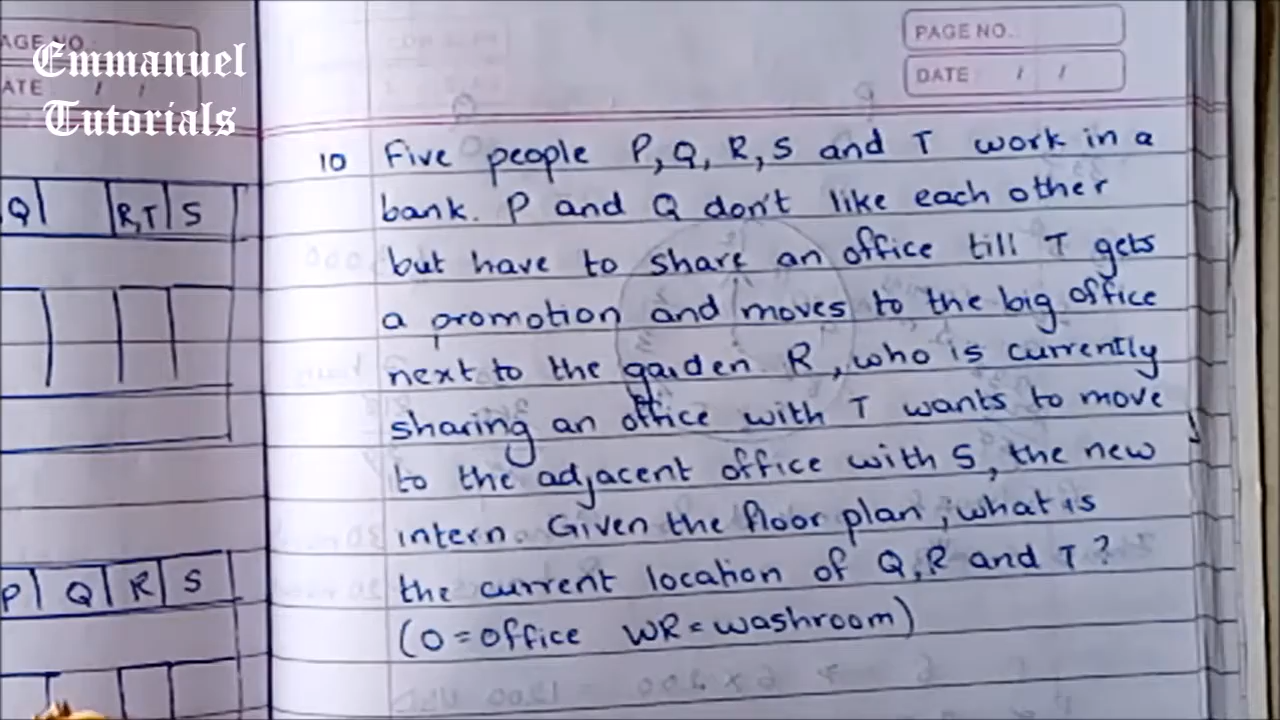 AGE NO.
ATE / /
Emmanuel
Tutorials
PAGE NO.
DATE / /
10 Five people P, Q, R, S and T work in a
bank. P and Q don't like each other
but have to share an office till T gets
a promotion and moves to the big office
next to the garden R, who is currently
sharing an office with T wants to move
to the adjacent office with S, the new
intern. Given the floor plan, what is
the current location of Q, R and T?
(O = office WR = washroom)
Q R,T S
P Q R S